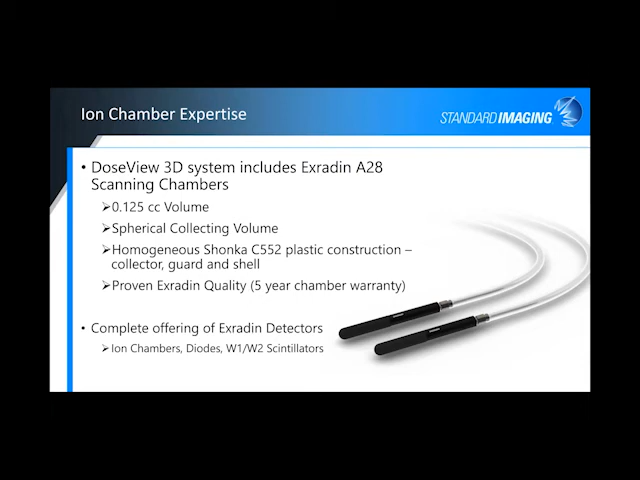 Ion Chamber Expertise
STANDARD IMAGING
• DoseView 3D system includes Exradin A28
Scanning Chambers
➢0.125 cc Volume
➢Spherical Collecting Volume
➢Homogeneous Shonka C552 plastic construction –
collector, guard and shell
➢Proven Exradin Quality (5 year chamber warranty)
• Complete offering of Exradin Detectors
➢Ion Chambers, Diodes, W1/W2 Scintillators